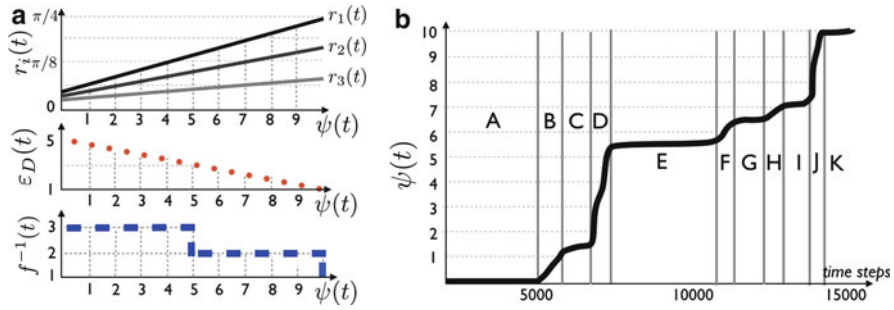 a
π/4
π/8
0
r_i(t)
r_1(t)
r_2(t)
r_3(t)
1 2 3 4 5 6 7 8 9
ψ(t)
5
1
ε_D(t)
1 2 3 4 5 6 7 8 9
ψ(t)
3
2
1
f^{-1}(t)
1 2 3 4 5 6 7 8 9
ψ(t)
b
10
9
8
7
6
5
4
3
2
1
ψ(t)
A B C D E F G H I J K
time steps
5000 10000 15000